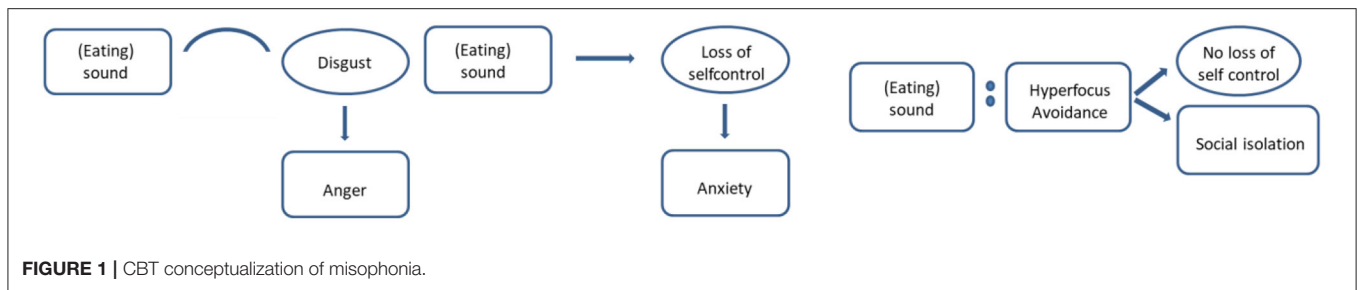 (Eating)
sound
Disgust
Anger
(Eating)
sound
Loss of
selfcontrol
Anxiety
(Eating)
sound
Hyperfocus
Avoidance
No loss of
self control
Social isolation
FIGURE 1 | CBT conceptualization of misophonia.